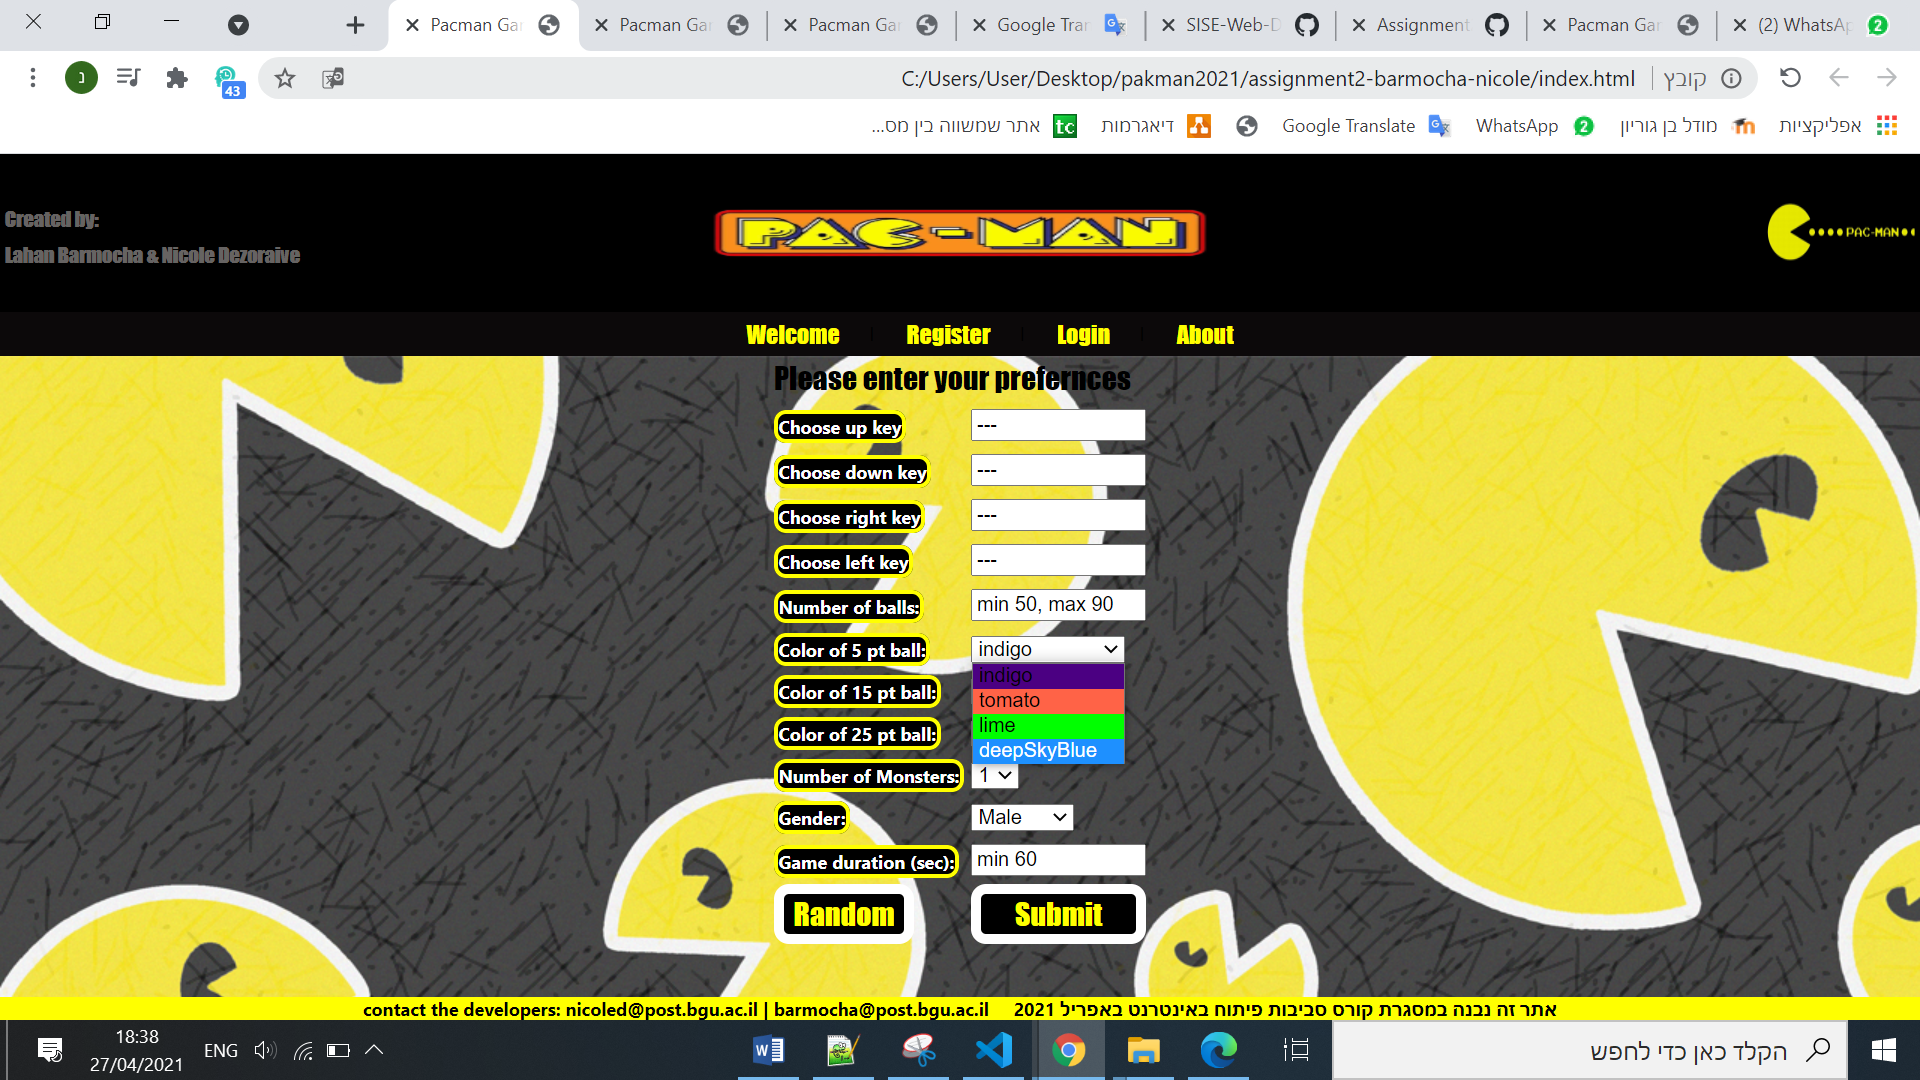 Pacman Ga
Pacman Ga
Pacman Ga
Google Tran
SISE-Web-D
Assignment
Pacman Ga
(2) WhatsAp
2
נ
43
C:/Users/User/Desktop/pakman2021/assignment2-barmocha-nicole/index.html
קובץ
אפליקציות
מודל בן גוריון
WhatsApp
2
Google Translate
דיאגרמות
tc
אתר שמשווה בין מס...
Created by:
Lahan Barmocha & Nicole Dezoraive
PAC-MAN
PAC-MAN
Welcome
Register
Login
About
Please enter your prefernces
Choose up key
---
Choose down key
---
Choose right key
---
Choose left key
---
Number of balls:
min 50, max 90
Color of 5 pt ball:
indigo
indigo
tomato
lime
deepSkyBlue
Color of 15 pt ball:
Color of 25 pt ball:
Number of Monsters:
1
Gender:
Male
Game duration (sec):
min 60
Random
Submit
contact the developers: nicoled@post.bgu.ac.il | barmocha@post.bgu.ac.il
אתר זה נבנה במסגרת קורס סביבות פיתוח באינטרנט באפריל 2021
18:38
27/04/2021
ENG
הקלד כאן כדי לחפש